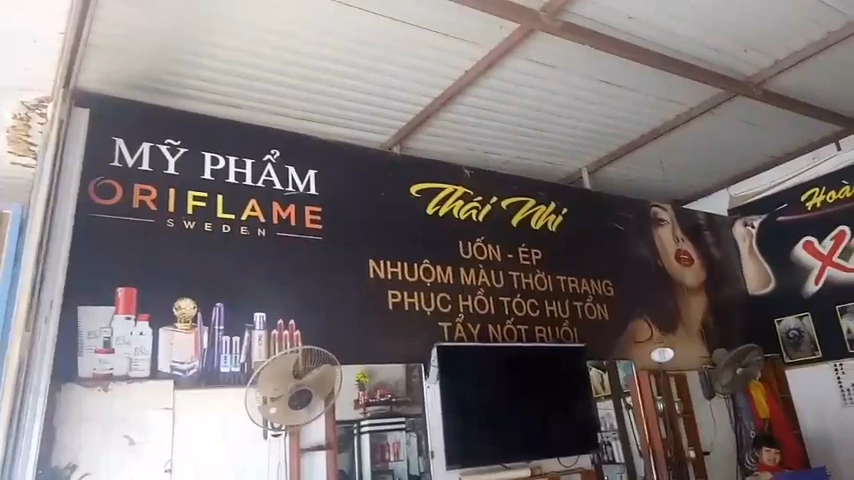 MỸ PHẨM
ORIFLAME
SWEDEN
Thái Nhi
UỐN - ÉP
NHUỘM MÀU THỜI TRANG
PHỤC HỒI TÓC HƯ TỔN
TẨY NỐT RUỒI